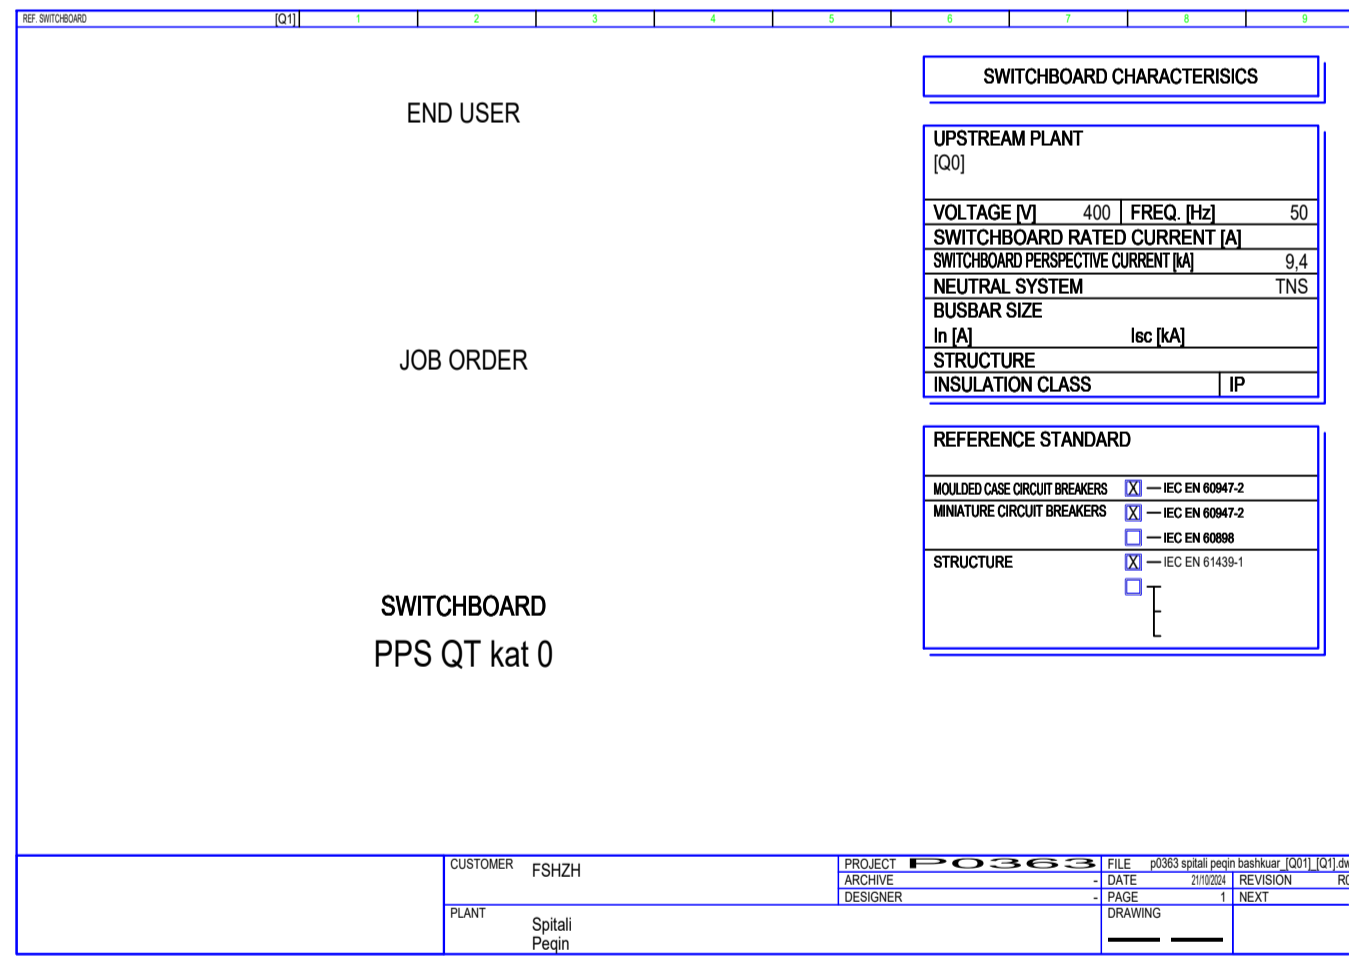 REF. SWITCHBOARD [Q1] 1 2 3 4 5 6 7 8 9
SWITCHBOARD CHARACTERISICS
END USER
UPSTREAM PLANT
[Q0]
VOLTAGE [V] 400 FREQ. [Hz] 50
SWITCHBOARD RATED CURRENT [A]
SWITCHBOARD PERSPECTIVE CURRENT [kA] 9,4
NEUTRAL SYSTEM TNS
BUSBAR SIZE
In [A] Isc [kA]
STRUCTURE
INSULATION CLASS IP
JOB ORDER
REFERENCE STANDARD
MOULDED CASE CIRCUIT BREAKERS X — IEC EN 60947-2
MINIATURE CIRCUIT BREAKERS X — IEC EN 60947-2
— IEC EN 60898
STRUCTURE X — IEC EN 61439-1
SWITCHBOARD
PPS QT kat 0
CUSTOMER FSHZH
PROJECT P0363 FILE p0363 spitali peqin bashkuar_[Q01]_[Q1].dw
ARCHIVE - DATE 21/10/2024 REVISION R0
DESIGNER - PAGE 1 NEXT
PLANT Spitali
Peqin
DRAWING